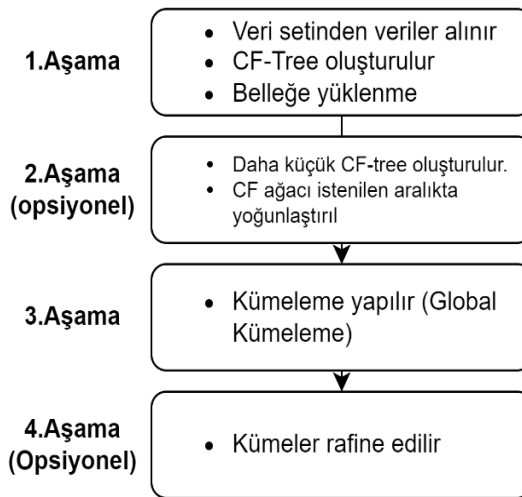 1.Aşama
• Veri setinden veriler alınır
• CF-Tree oluşturulur
• Belleğe yüklenme
2.Aşama
(opsiyonel)
• Daha küçük CF-tree oluşturulur.
• CF ağacı istenilen aralıkta
yoğunlaştırıl
3.Aşama
• Kümeleme yapılır (Global
Kümeleme)
4.Aşama
(Opsiyonel)
• Kümeler rafine edilir